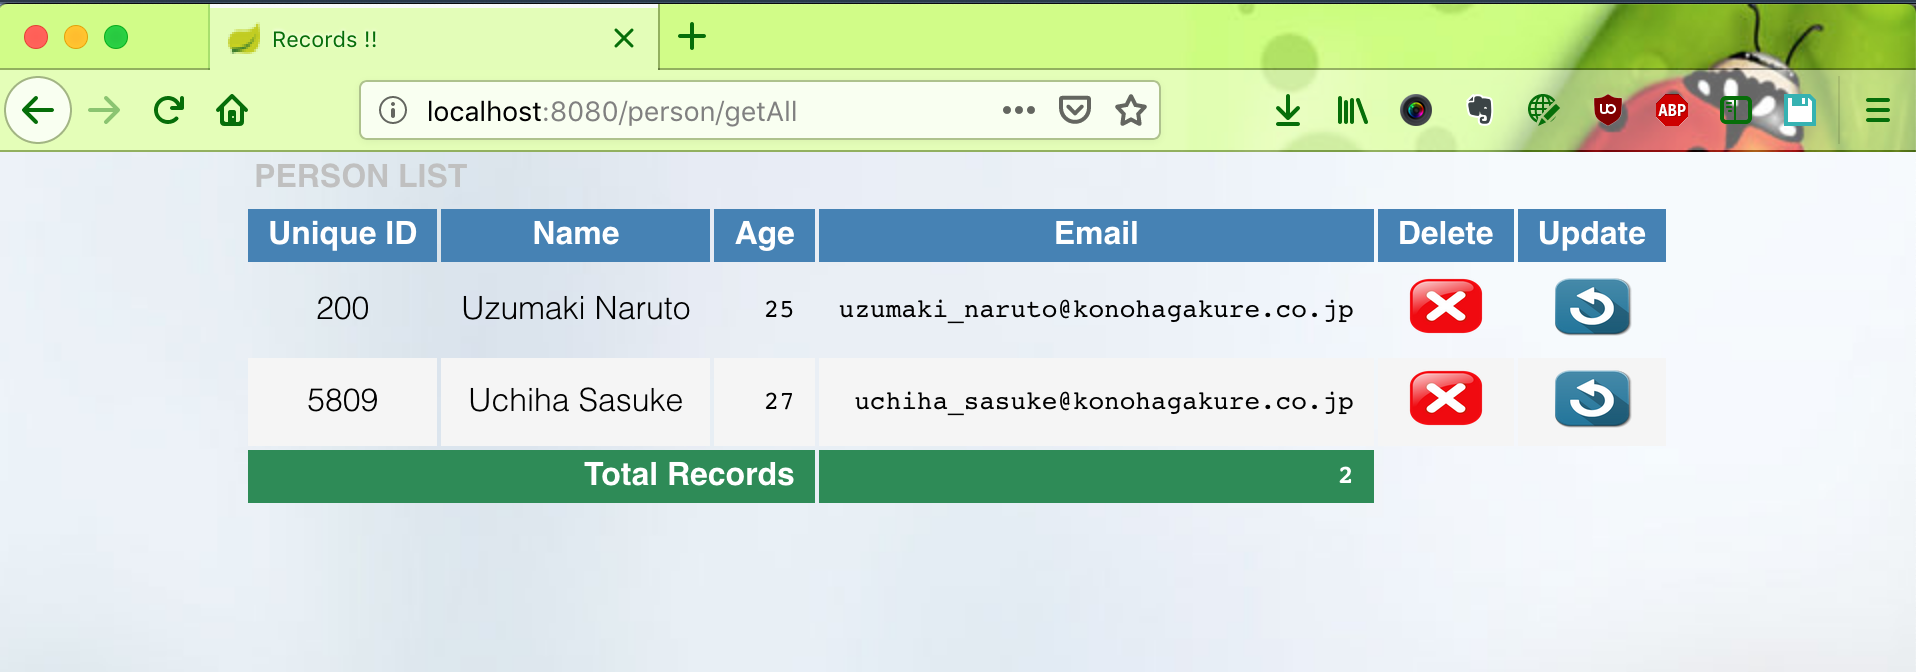 Records !!
localhost:8080/person/getAll
ABP
PERSON LIST
Unique ID Name Age Email Delete Update
200 Uzumaki Naruto 25 uzumaki_naruto@konohagakure.co.jp
5809 Uchiha Sasuke 27 uchiha_sasuke@konohagakure.co.jp
Total Records 2